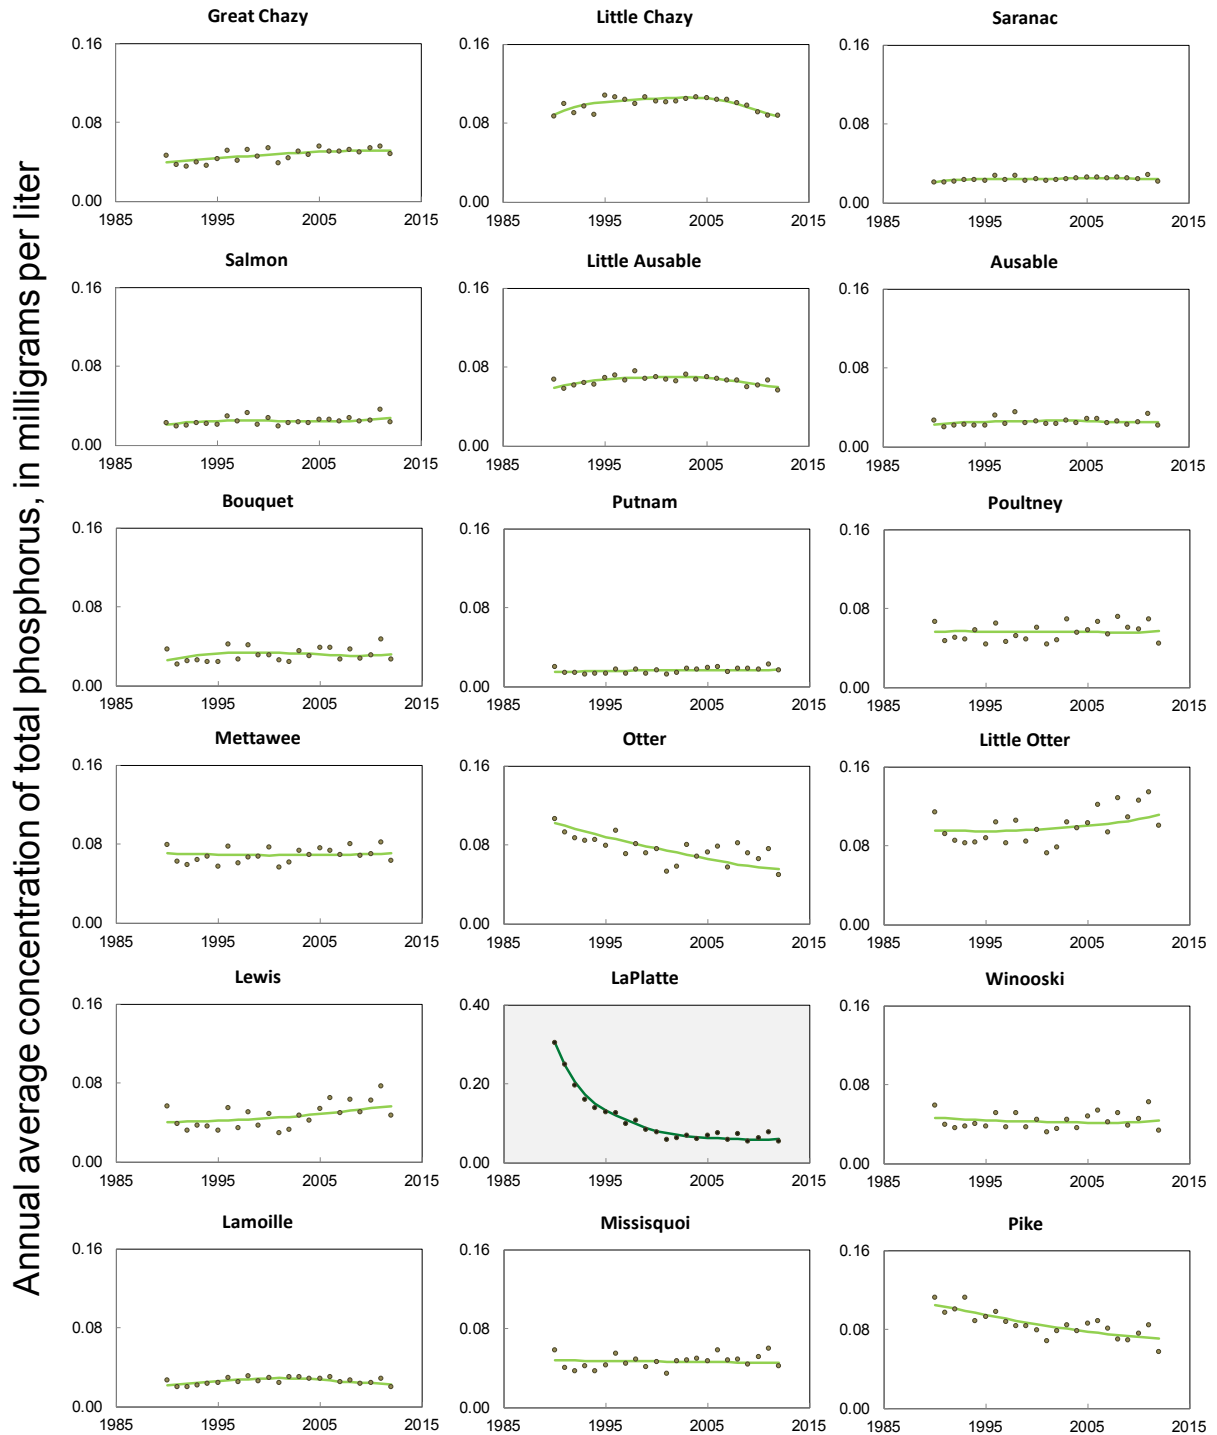 Annual average concentration of total phosphorus, in milligrams per liter
Great Chazy
0.16
0.08
0.00
1985 1995 2005 2015
Little Chazy
0.16
0.08
0.00
1985 1995 2005 2015
Saranac
0.16
0.08
0.00
1985 1995 2005 2015
Salmon
0.16
0.08
0.00
1985 1995 2005 2015
Little Ausable
0.16
0.08
0.00
1985 1995 2005 2015
Ausable
0.16
0.08
0.00
1985 1995 2005 2015
Bouquet
0.16
0.08
0.00
1985 1995 2005 2015
Putnam
0.16
0.08
0.00
1985 1995 2005 2015
Poultney
0.16
0.08
0.00
1985 1995 2005 2015
Mettawee
0.16
0.08
0.00
1985 1995 2005 2015
Otter
0.16
0.08
0.00
1985 1995 2005 2015
Little Otter
0.16
0.08
0.00
1985 1995 2005 2015
Lewis
0.16
0.08
0.00
1985 1995 2005 2015
LaPlatte
0.40
0.20
0.00
1985 1995 2005 2015
Winooski
0.16
0.08
0.00
1985 1995 2005 2015
Lamoille
0.16
0.08
0.00
1985 1995 2005 2015
Missisquoi
0.16
0.08
0.00
1985 1995 2005 2015
Pike
0.16
0.08
0.00
1985 1995 2005 2015